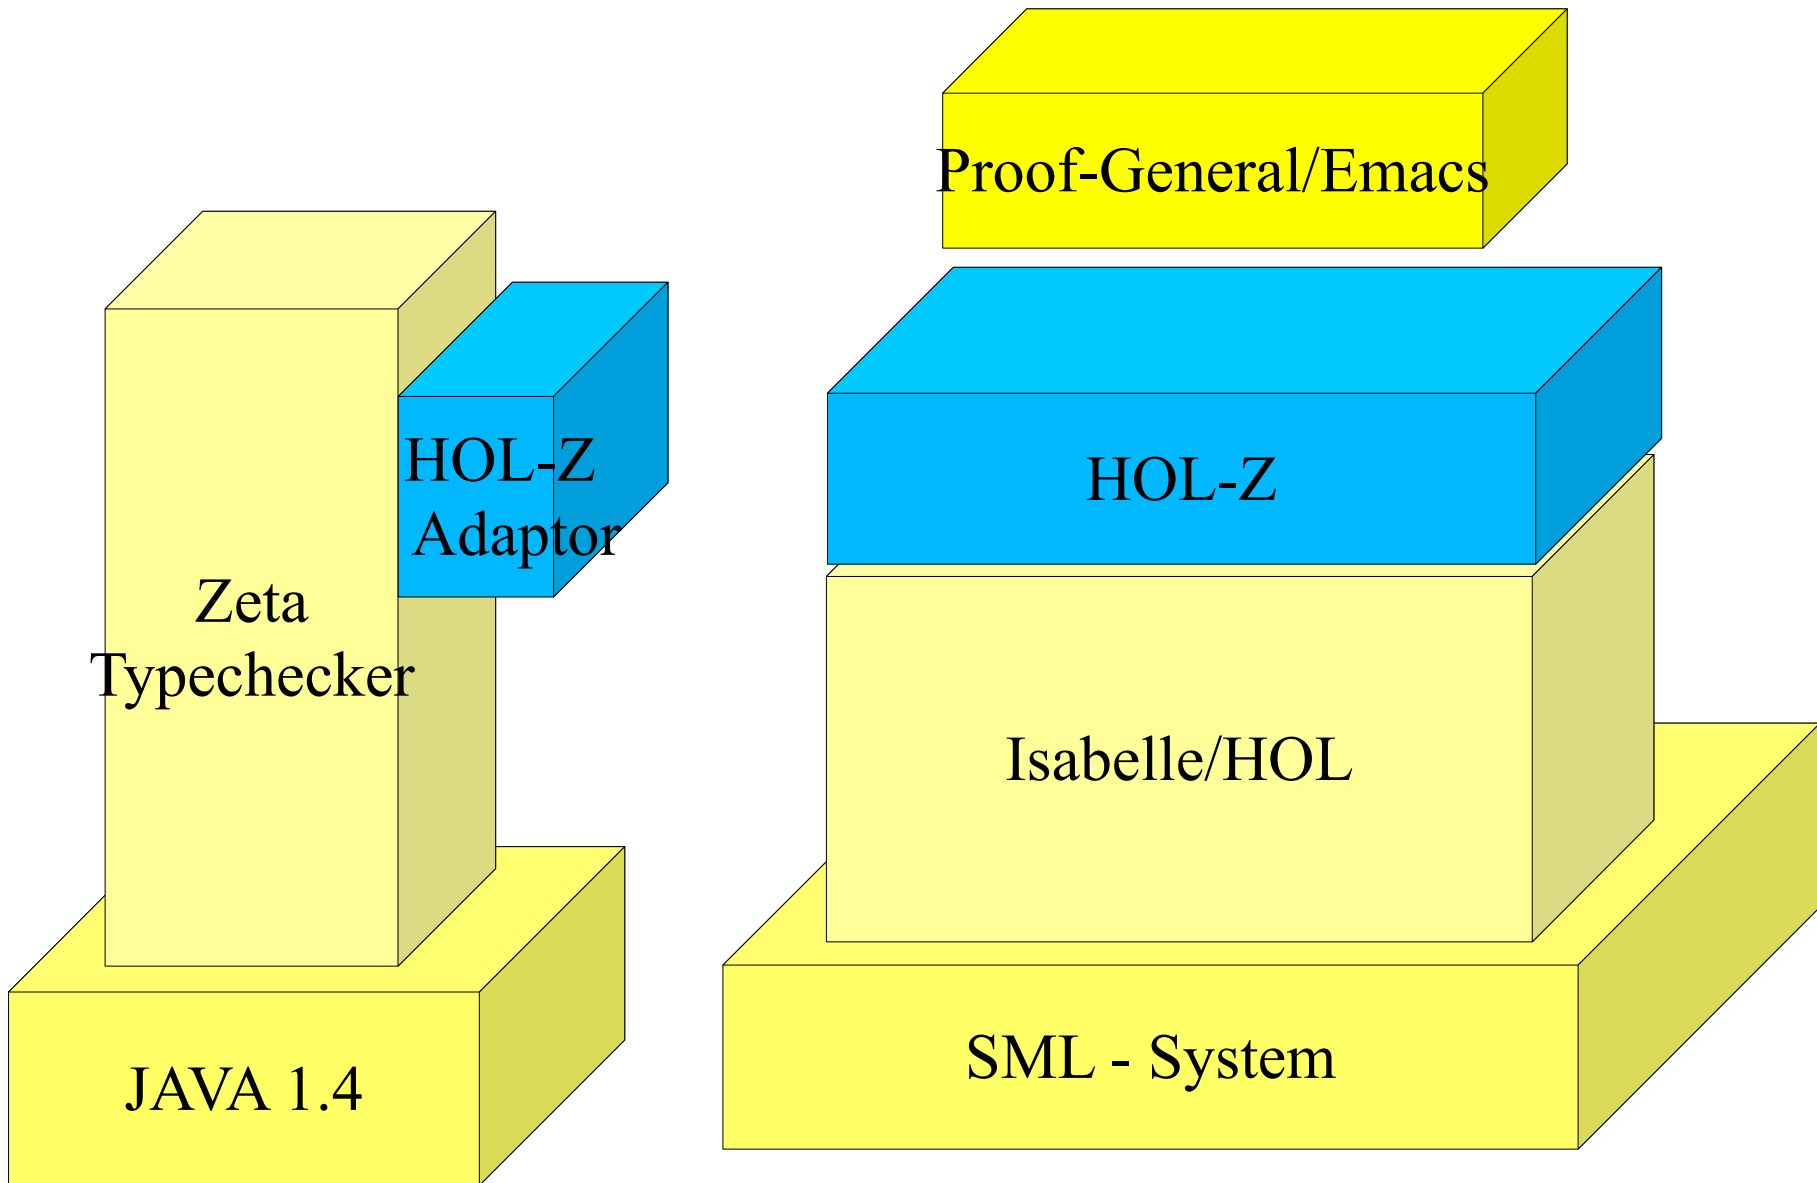 Proof-General/Emacs
HOL-Z
Adaptor
HOL-Z
Zeta
Typechecker
Isabelle/HOL
SML - System
JAVA 1.4